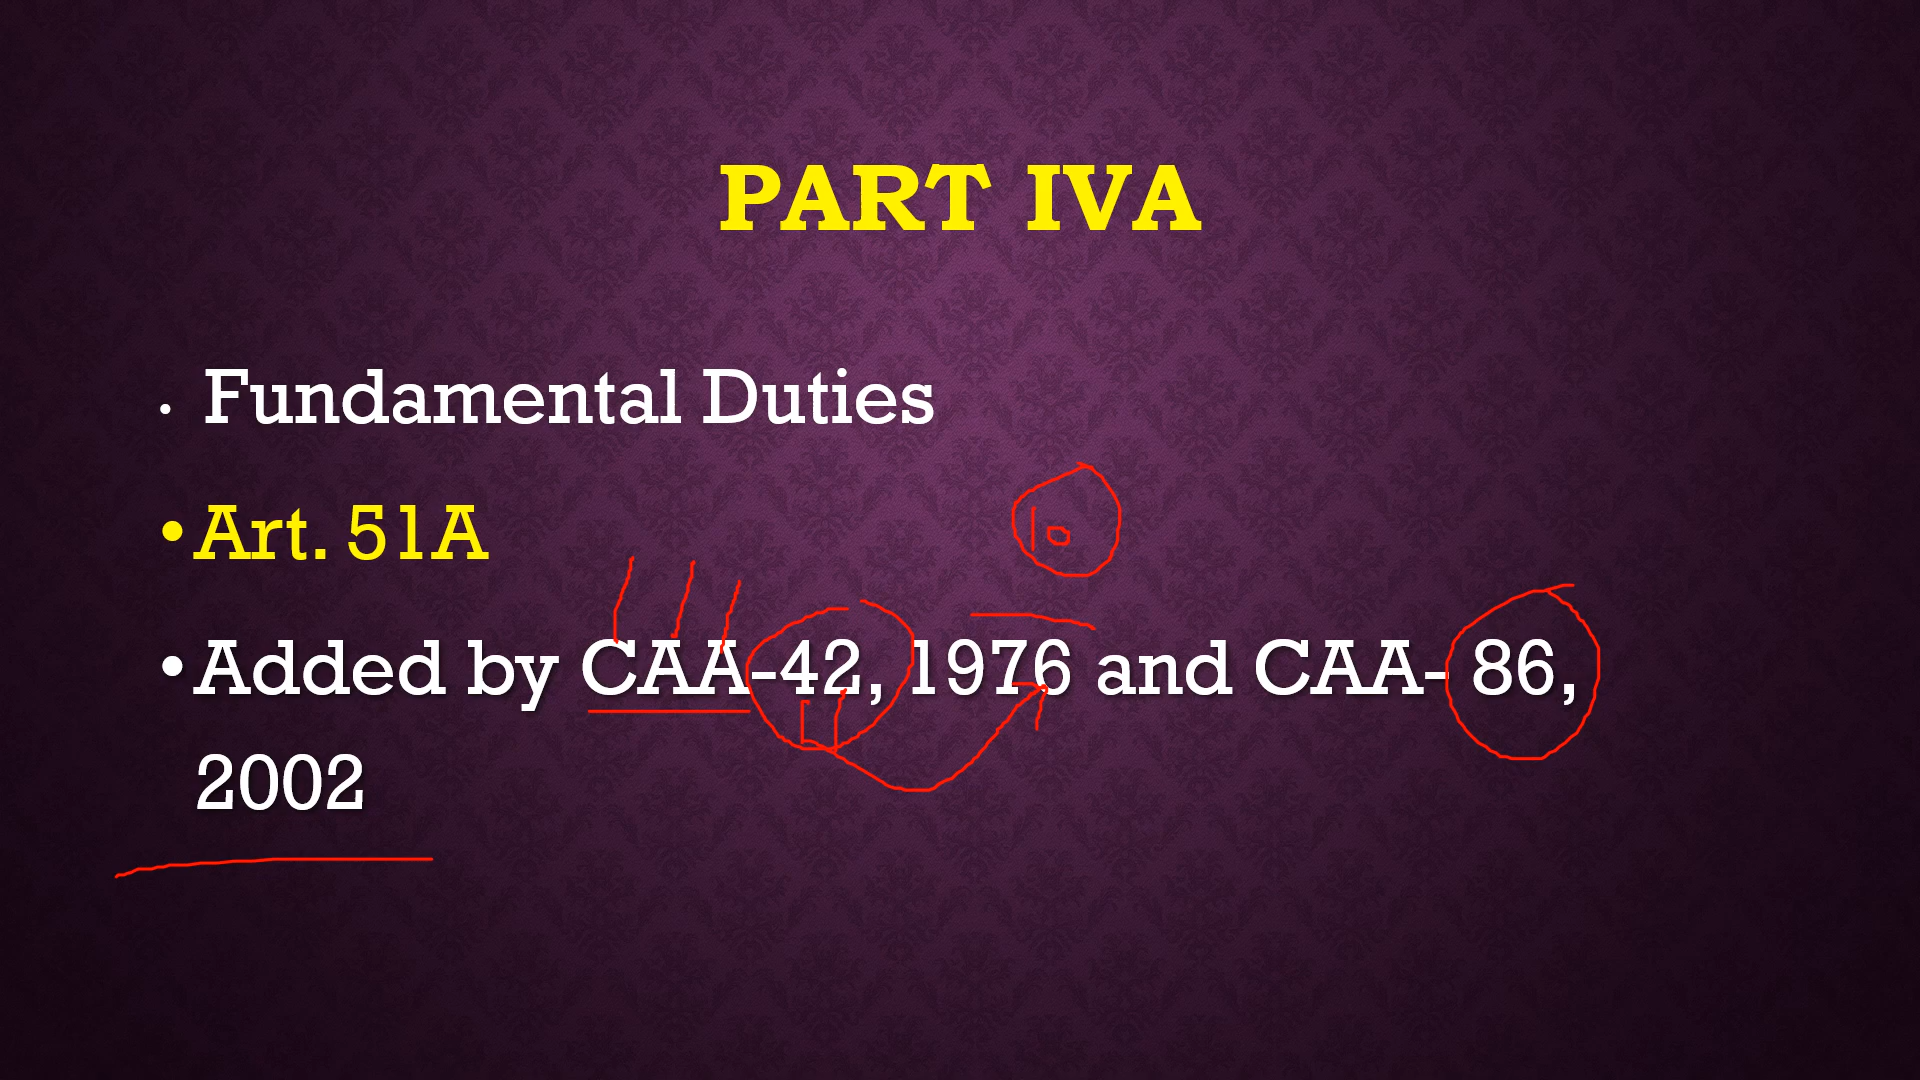 PART IVA
• Fundamental Duties
• Art. 51A
10
• Added by CAA-42, 1976 and CAA- 86,
2002